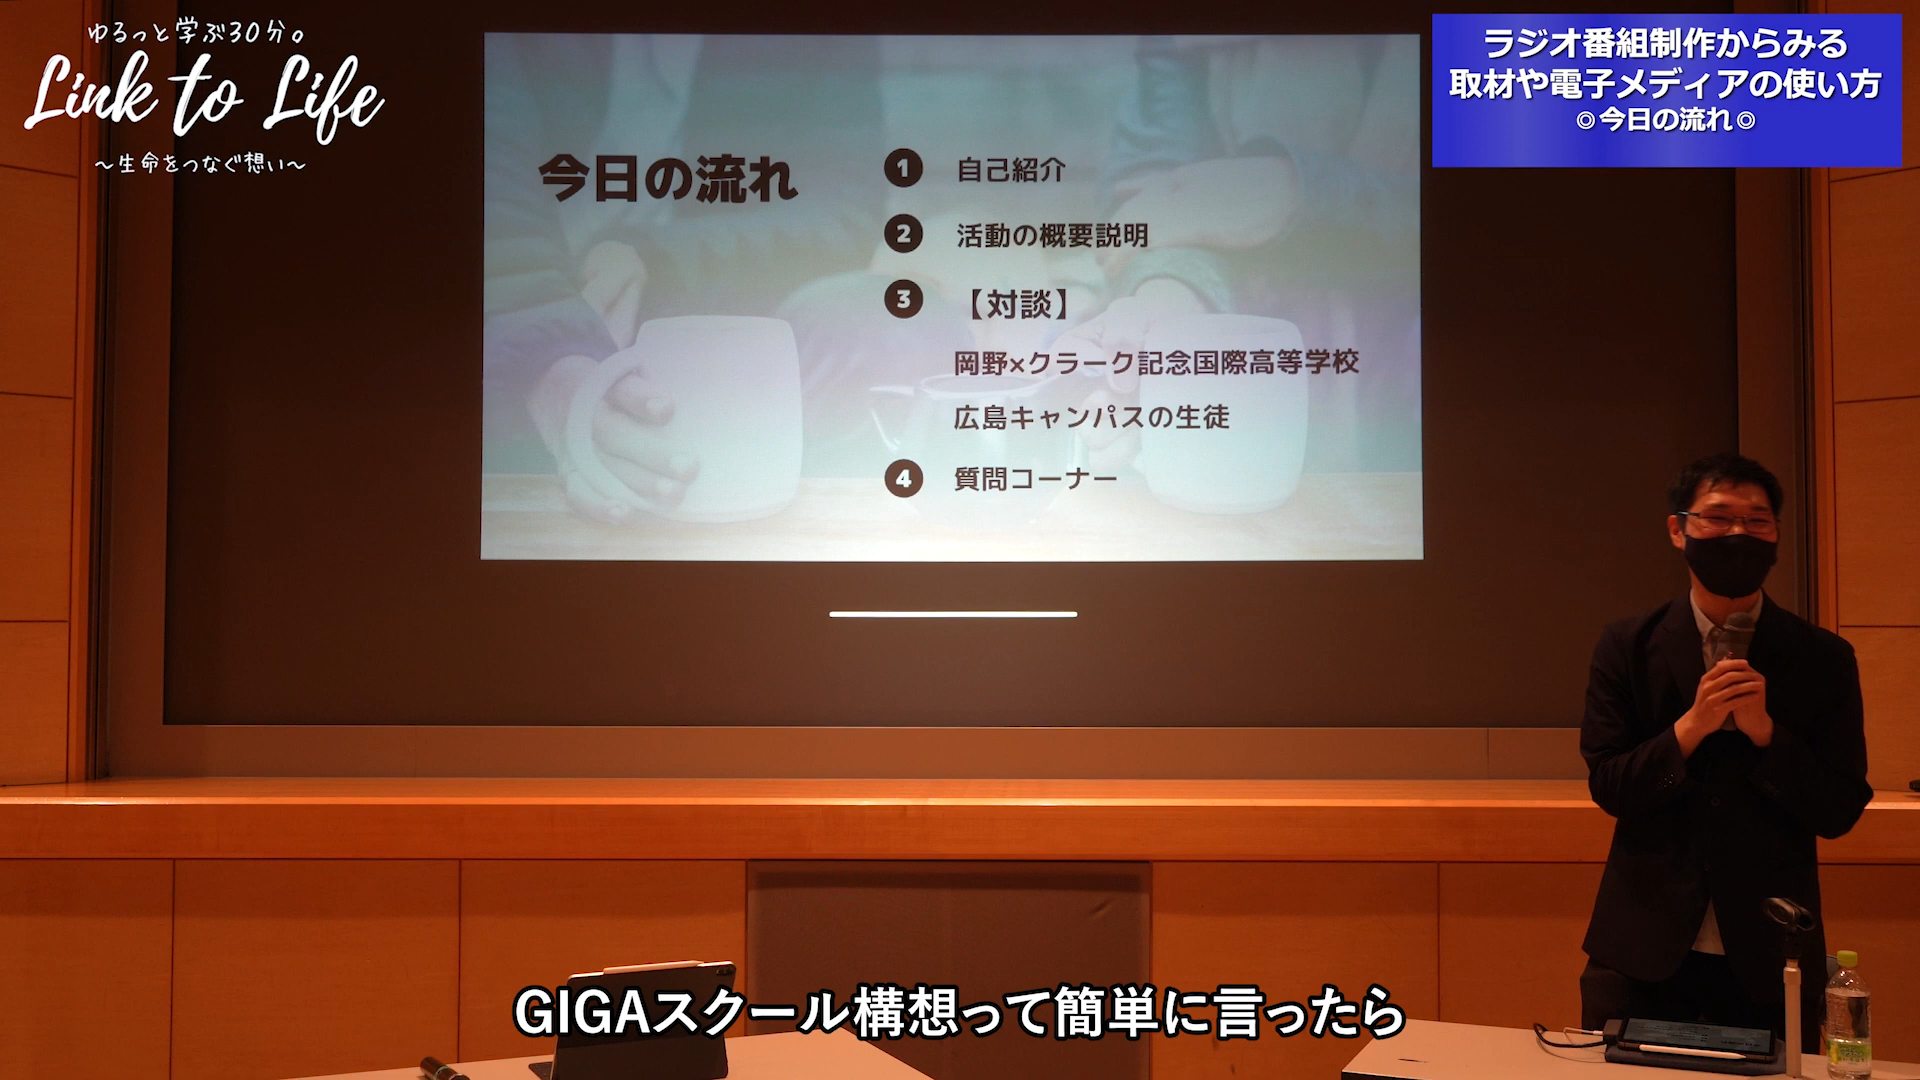 ゆるっと学ぶ30分。
Link to Life
～生命をつなぐ想い～
ラジオ番組制作からみる
取材や電子メディアの使い方
◎今日の流れ◎
今日の流れ
1 自己紹介
2 活動の概要説明
3 【対談】
岡野×クラーク記念国際高等学校
広島キャンパスの生徒
4 質問コーナー
GIGAスクール構想って簡単に言ったら